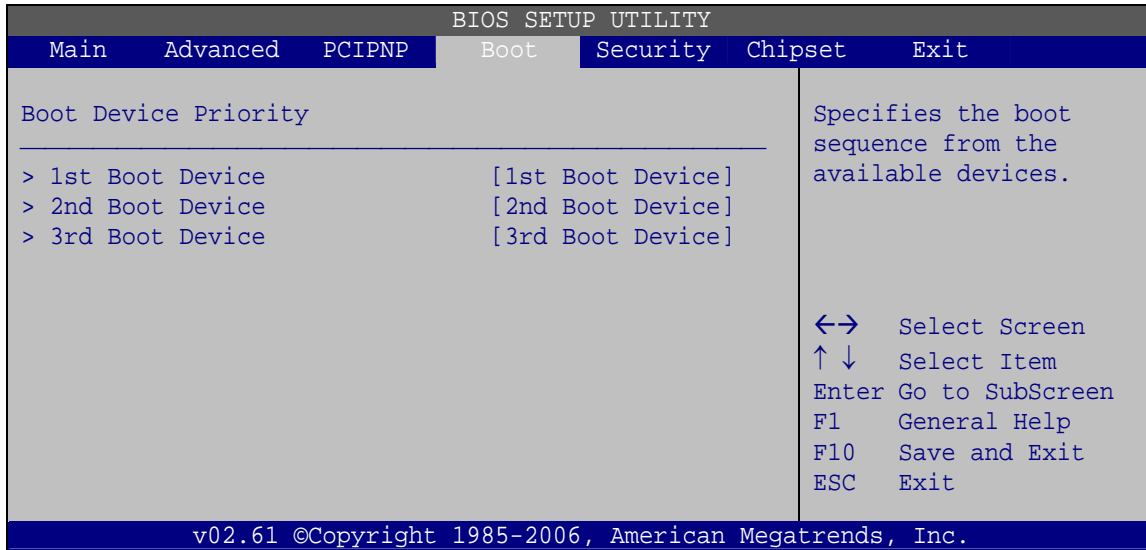 BIOS SETUP UTILITY
Main Advanced PCIPNP Boot Security Chipset Exit
Boot Device Priority
> 1st Boot Device [1st Boot Device]
> 2nd Boot Device [2nd Boot Device]
> 3rd Boot Device [3rd Boot Device]
Specifies the boot
sequence from the
available devices.
←→ Select Screen
↑ ↓ Select Item
Enter Go to SubScreen
F1 General Help
F10 Save and Exit
ESC Exit
v02.61 ©Copyright 1985-2006, American Megatrends, Inc.